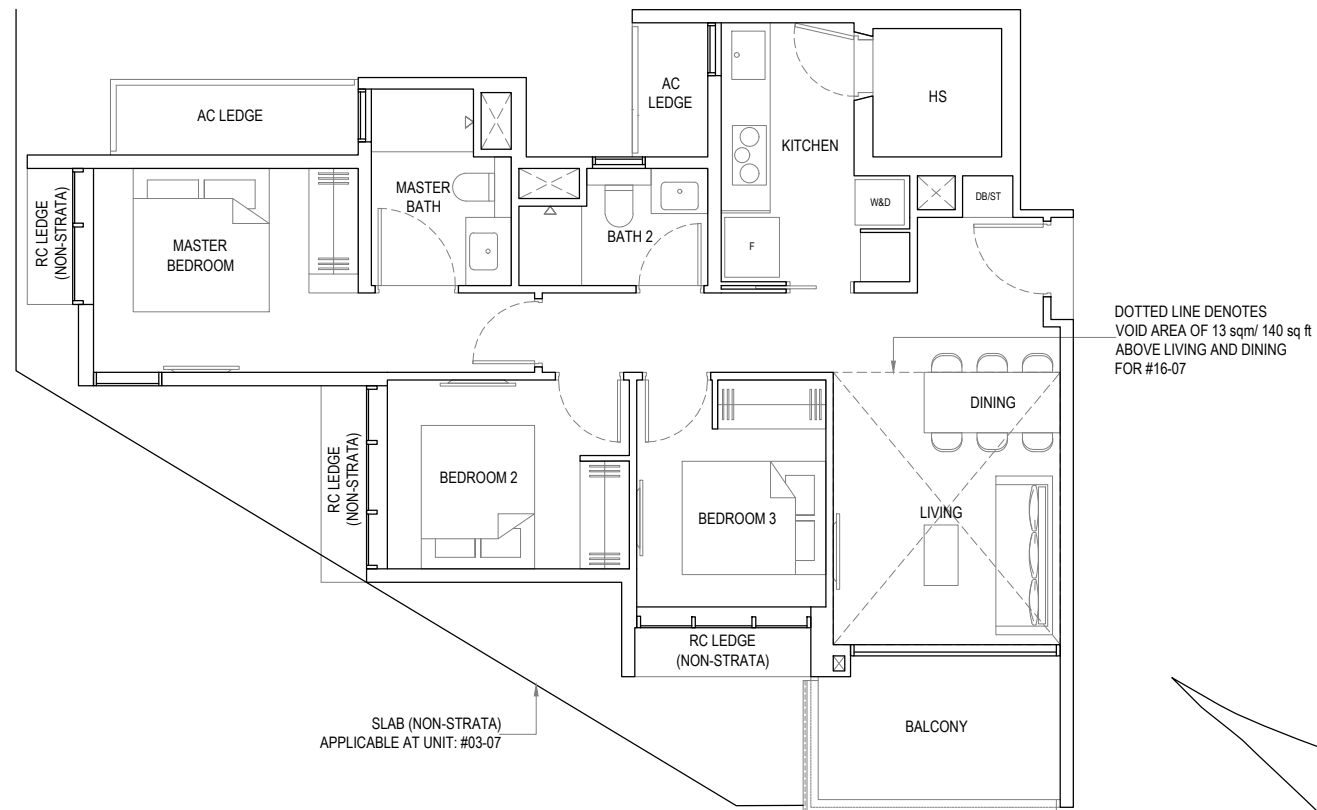 AC LEDGE
AC
LEDGE
HS
KITCHEN
MASTER
BATH
W&D
DB/ST
RC LEDGE
(NON-STRATA)
MASTER
BEDROOM
BATH 2
F
DOTTED LINE DENOTES
VOID AREA OF 13 sqm/ 140 sq ft
ABOVE LIVING AND DINING
FOR #16-07
DINING
RC LEDGE
(NON-STRATA)
BEDROOM 2
BEDROOM 3
LIVING
RC LEDGE
(NON-STRATA)
SLAB (NON-STRATA)
APPLICABLE AT UNIT: #03-07
BALCONY